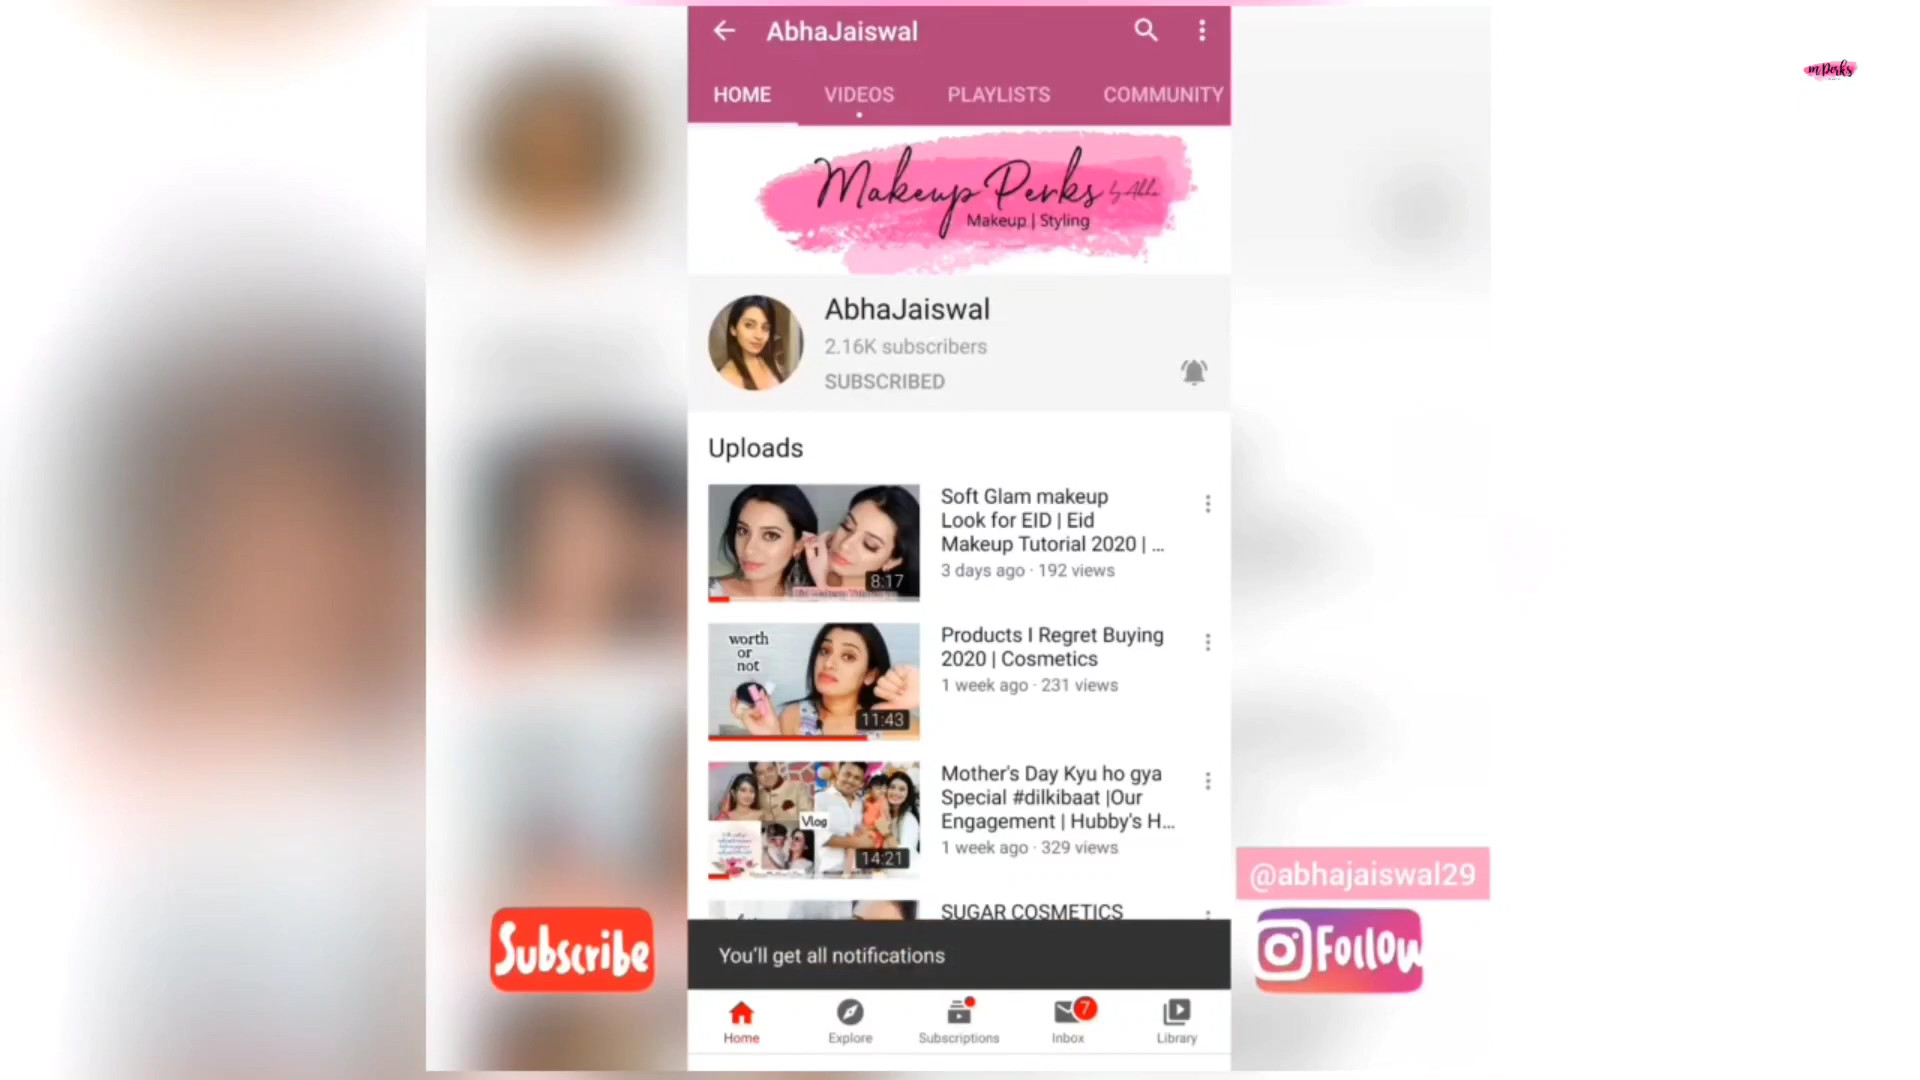 AbhaJaiswal
HOME VIDEOS PLAYLISTS COMMUNITY
m Perks
Makeup Perks by Abha
Makeup | Styling
AbhaJaiswal
2.16K subscribers
SUBSCRIBED
Uploads
Soft Glam makeup
Look for EID | Eid
Makeup Tutorial 2020 | ...
3 days ago · 192 views
8:17
worth
or
not
11:43
Products I Regret Buying
2020 | Cosmetics
1 week ago · 231 views
Vlog
14:21
Mother's Day Kyu ho gya
Special #dilkibaat |Our
Engagement | Hubby's H...
1 week ago · 329 views
SUGAR COSMETICS
@abhajaiswal29
Subscribe
Follow
You'll get all notifications
7
Home Explore Subscriptions Inbox Library